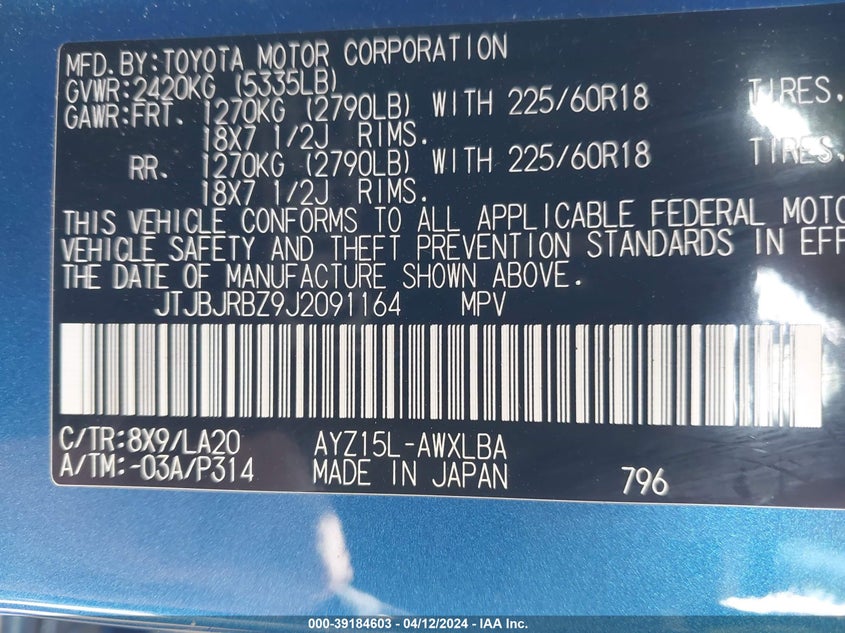 MFD.BY:TOYOTA MOTOR CORPORATION
GVWR:2420KG (5335LB)
GAWR:FRT. 1270KG (2790LB) WITH 225/60R18 TIRES,
18X7 1/2J RIMS.
RR. 1270KG (2790LB) WITH 225/60R18 TIRES,
18X7 1/2J RIMS.
THIS VEHICLE CONFORMS TO ALL APPLICABLE FEDERAL MOTO
VEHICLE SAFETY AND THEFT PREVENTION STANDARDS IN EFF
THE DATE OF MANUFACTURE SHOWN ABOVE.
JTJBJRBZ9J2091164 MPV
C/TR:8X9/LA20 AYZ15L-AWXLBA
A/TM:-03A/P314 MADE IN JAPAN 796
000-39184603 - 04/12/2024 - IAA Inc.